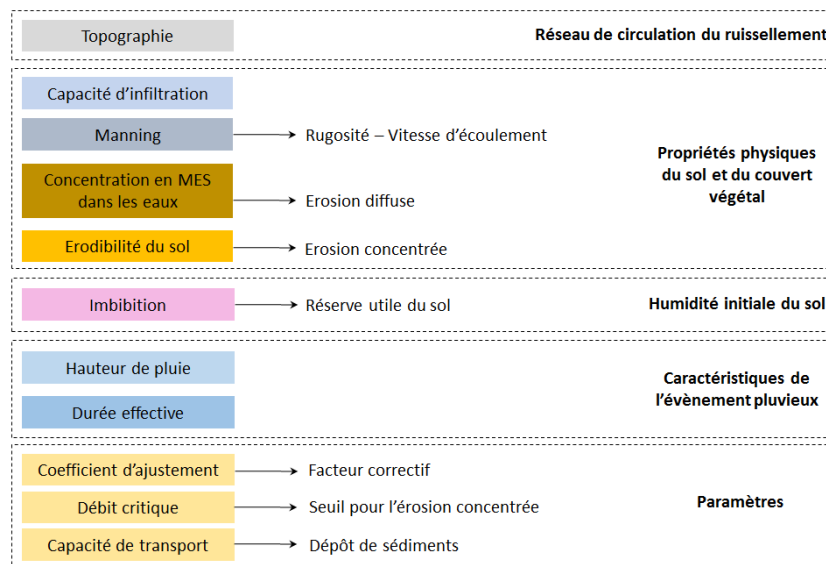 Topographie
Réseau de circulation du ruissellement
Capacité d’infiltration
Manning
Rugosité – Vitesse d’écoulement
Concentration en MES
dans les eaux
Erosion diffuse
Erodibilité du sol
Erosion concentrée
Propriétés physiques
du sol et du couvert
végétal
Imbibition
Réserve utile du sol
Humidité initiale du sol
Hauteur de pluie
Durée effective
Caractéristiques de
l’évènement pluvieux
Coefficient d’ajustement
Facteur correctif
Débit critique
Seuil pour l’érosion concentrée
Capacité de transport
Dépôt de sédiments
Paramètres